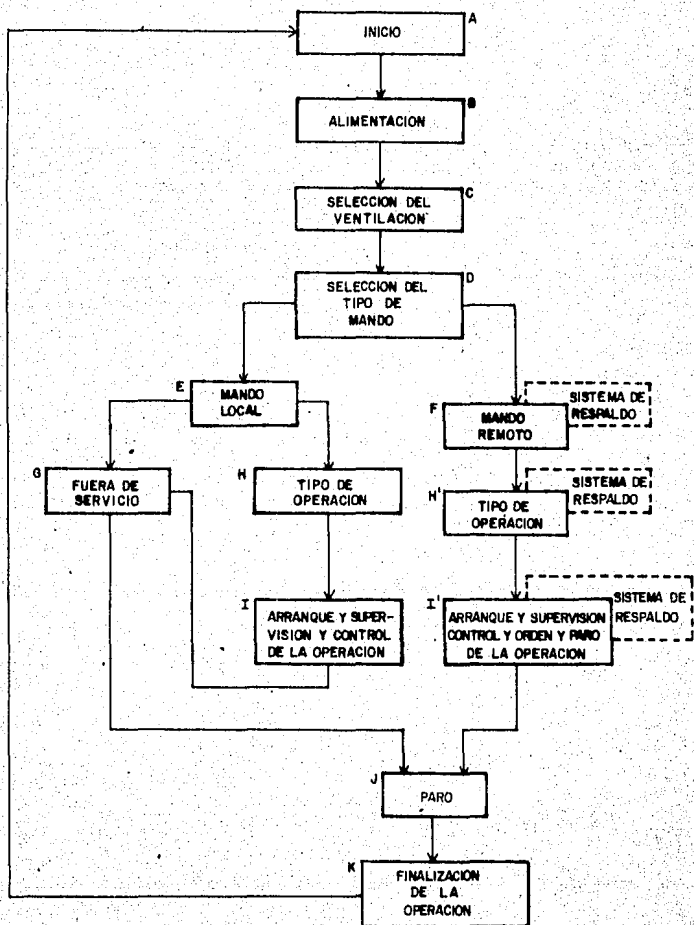 A
INICIO
B
ALIMENTACION
C
SELECCION DEL
VENTILACION
D
SELECCION DEL
TIPO DE
MANDO
E
MANDO
LOCAL
F
MANDO
REMOTO
SISTEMA DE
RESPALDO
G
FUERA DE
SERVICIO
H
TIPO DE
OPERACION
H'
TIPO DE
OPERACION
SISTEMA DE
RESPALDO
I
ARRANQUE Y SUPER-
VISION Y CONTROL
DE LA OPERACION
I'
ARRANQUE Y SUPERVISION
CONTROL Y ORDEN Y PARO
DE LA OPERACION
SISTEMA DE
RESPALDO
J
PARO
K
FINALIZACION
DE LA
OPERACION